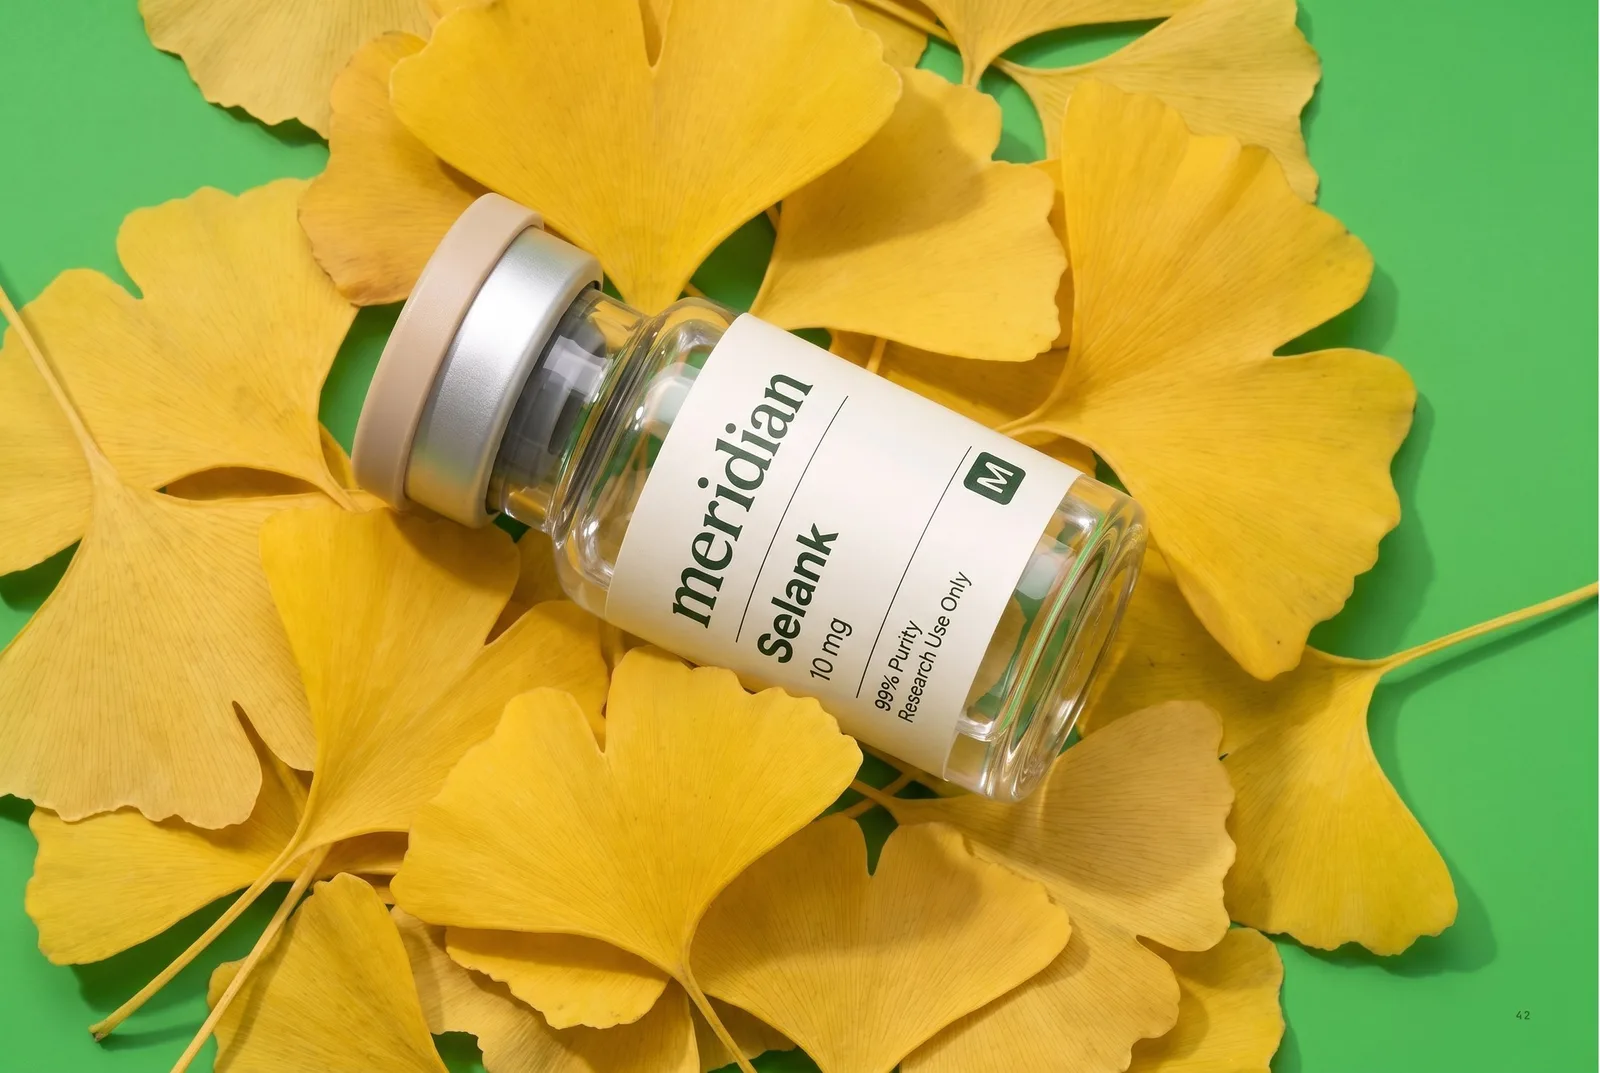 meridian
Selank
10 mg
99% Purity
Research Use Only
M
42